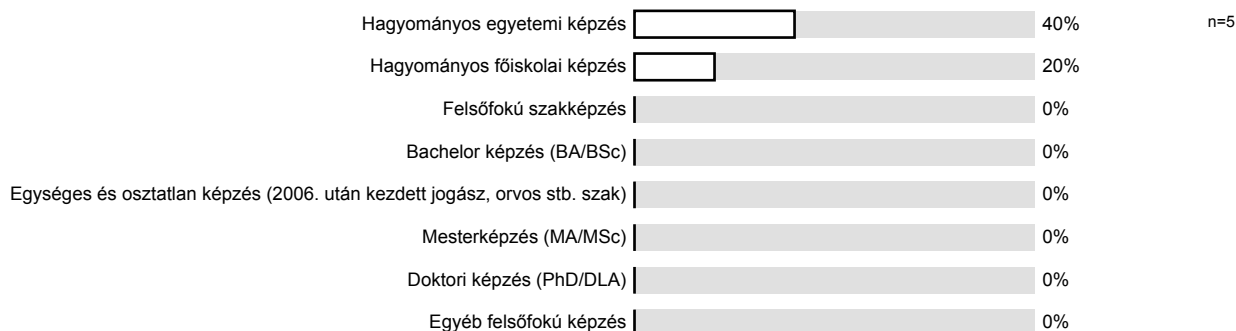 Hagyományos egyetemi képzés 40% n=5
Hagyományos főiskolai képzés 20%
Felsőfokú szakképzés 0%
Bachelor képzés (BA/BSc) 0%
Egységes és osztatlan képzés (2006. után kezdett jogász, orvos stb. szak) 0%
Mesterképzés (MA/MSc) 0%
Doktori képzés (PhD/DLA) 0%
Egyéb felsőfokú képzés 0%